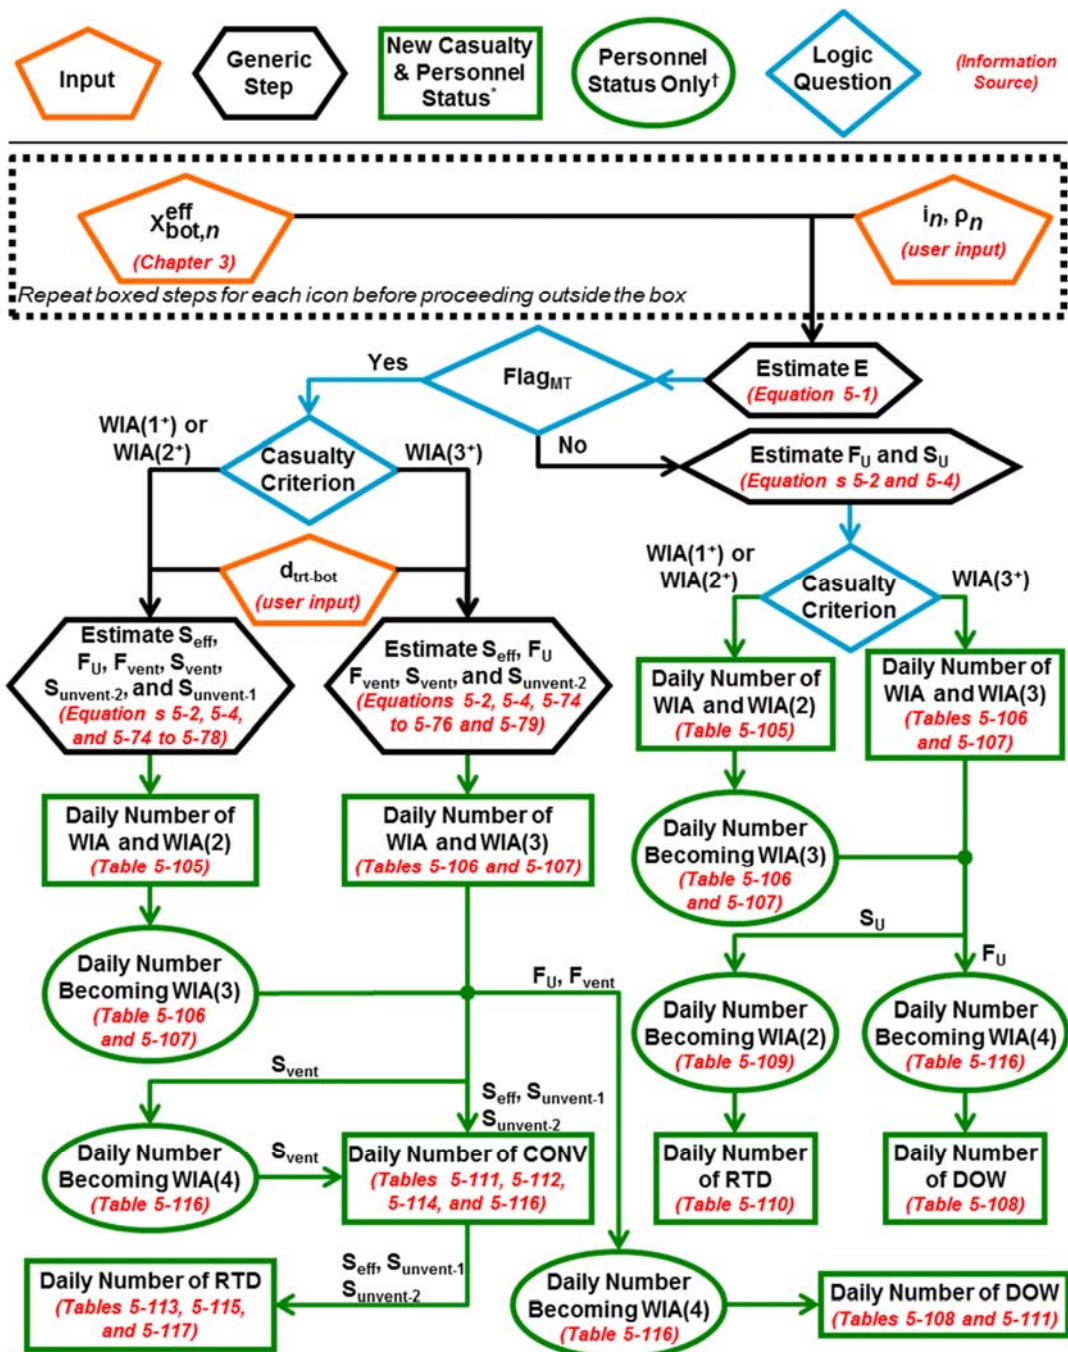 Input
Generic
Step
New Casualty
& Personnel
Status*
Personnel
Status Only†
Logic
Question
(Information
Source)
X eff bot,n
(Chapter 3)
in, ρn
(user input)
Repeat boxed steps for each icon before proceeding outside the box
Estimate E
(Equation 5-1)
FlagMT
Yes
No
Estimate FU and SU
(Equation s 5-2 and 5-4)
WIA(1+) or
WIA(2+)
Casualty
Criterion
WIA(3+)
dtrt-bot
(user input)
WIA(1+) or
WIA(2+)
Casualty
Criterion
WIA(3+)
Estimate Seff,
FU, Fvent, Svent,
Sunvent-2, and Sunvent-1
(Equation s 5-2, 5-4,
and 5-74 to 5-78)
Estimate Seff, FU
Fvent, Svent, and Sunvent-2
(Equations 5-2, 5-4, 5-74
to 5-76 and 5-79)
Daily Number of
WIA and WIA(2)
(Table 5-105)
Daily Number of
WIA and WIA(3)
(Tables 5-106
and 5-107)
Daily Number of
WIA and WIA(2)
(Table 5-105)
Daily Number of
WIA and WIA(3)
(Tables 5-106 and 5-107)
Daily Number
Becoming WIA(3)
(Table 5-106
and 5-107)
SU
FU
Daily Number
Becoming WIA(3)
(Table 5-106
and 5-107)
FU, Fvent
Daily Number
Becoming WIA(2)
(Table 5-109)
Daily Number
Becoming WIA(4)
(Table 5-116)
Svent
Seff, Sunvent-1
Sunvent-2
Daily Number
Becoming WIA(4)
(Table 5-116)
Svent
Daily Number of CONV
(Tables 5-111, 5-112,
5-114, and 5-116)
Daily Number
of RTD
(Table 5-110)
Daily Number
of DOW
(Table 5-108)
Seff, Sunvent-1
Sunvent-2
Daily Number of RTD
(Tables 5-113, 5-115,
and 5-117)
Daily Number
Becoming WIA(4)
(Table 5-116)
Daily Number of DOW
(Tables 5-108 and 5-111)